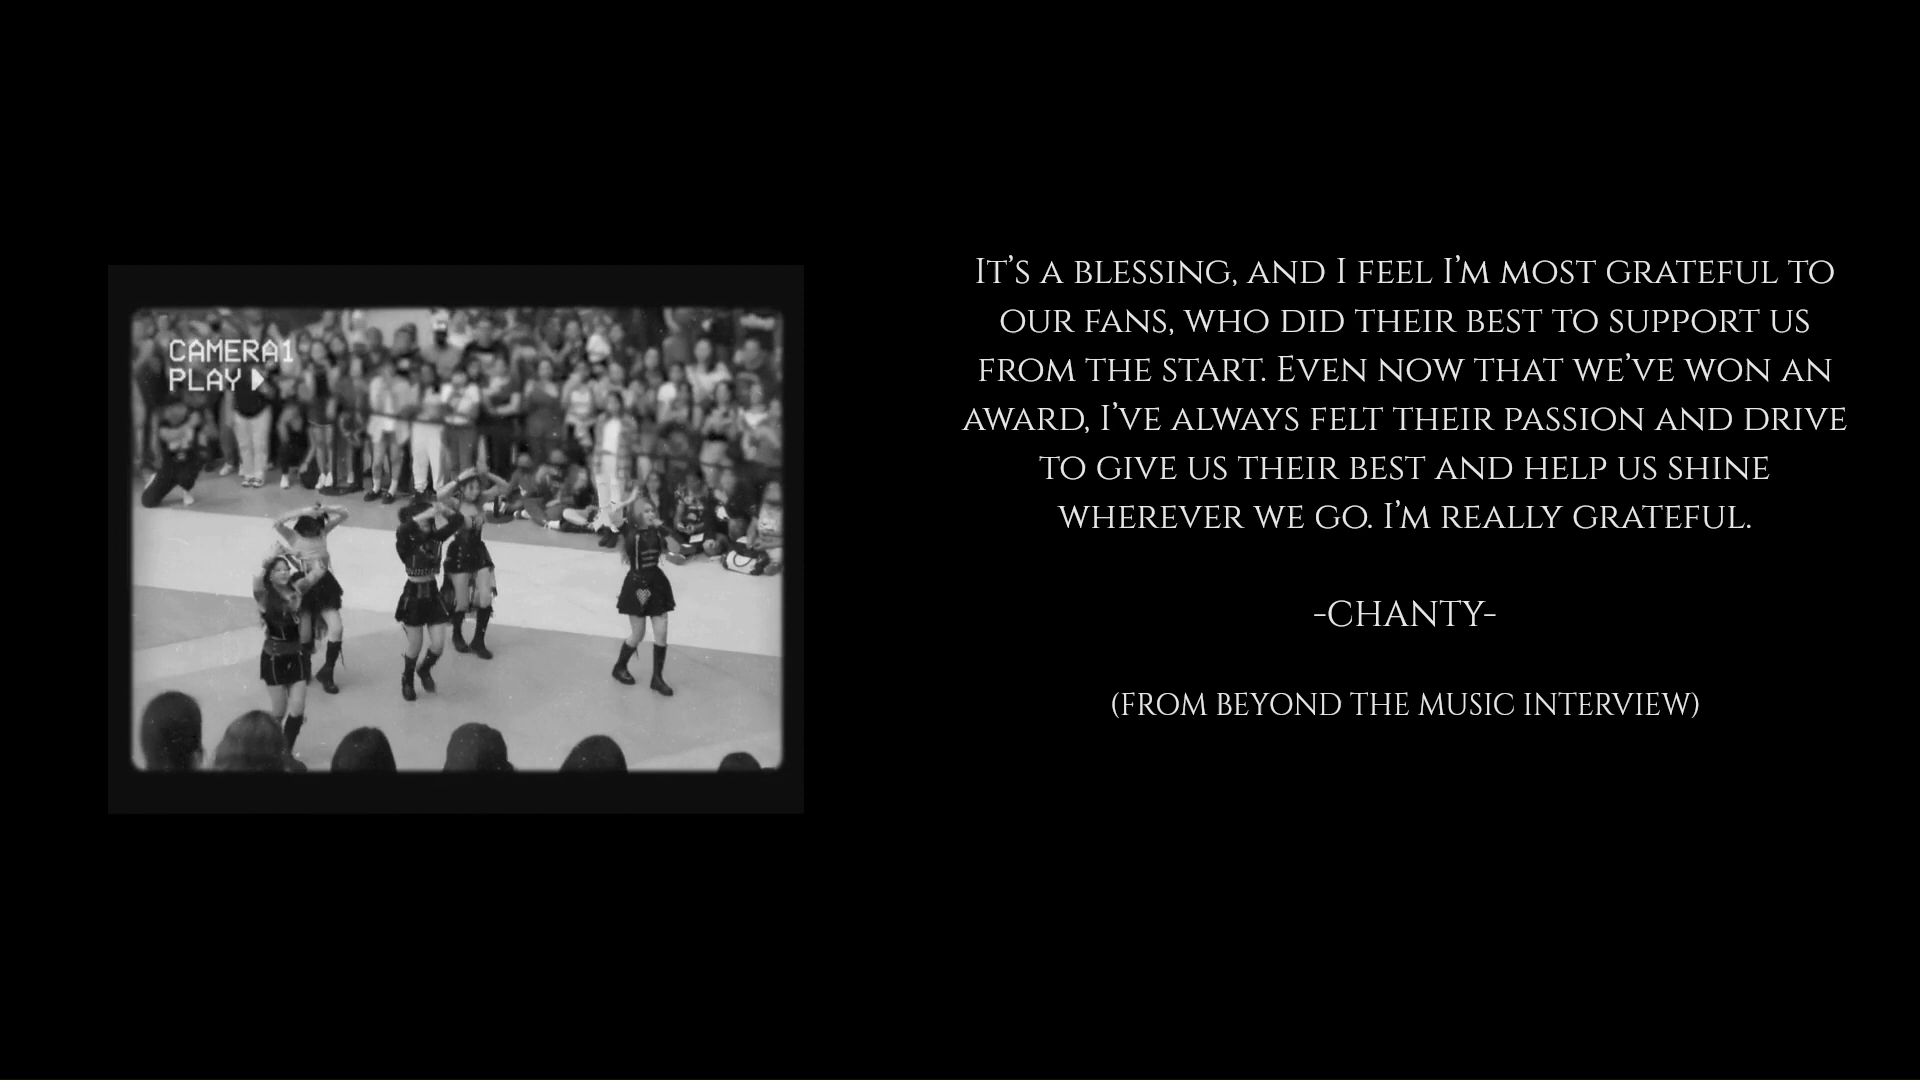 CAMERA1
PLAY
It’s a blessing, and I feel I’m most grateful to
our fans, who did their best to support us
from the start. Even now that we’ve won an
award, I’ve always felt their passion and drive
to give us their best and help us shine
wherever we go. I’m really grateful.
-CHANTY-
(FROM BEYOND THE MUSIC INTERVIEW)